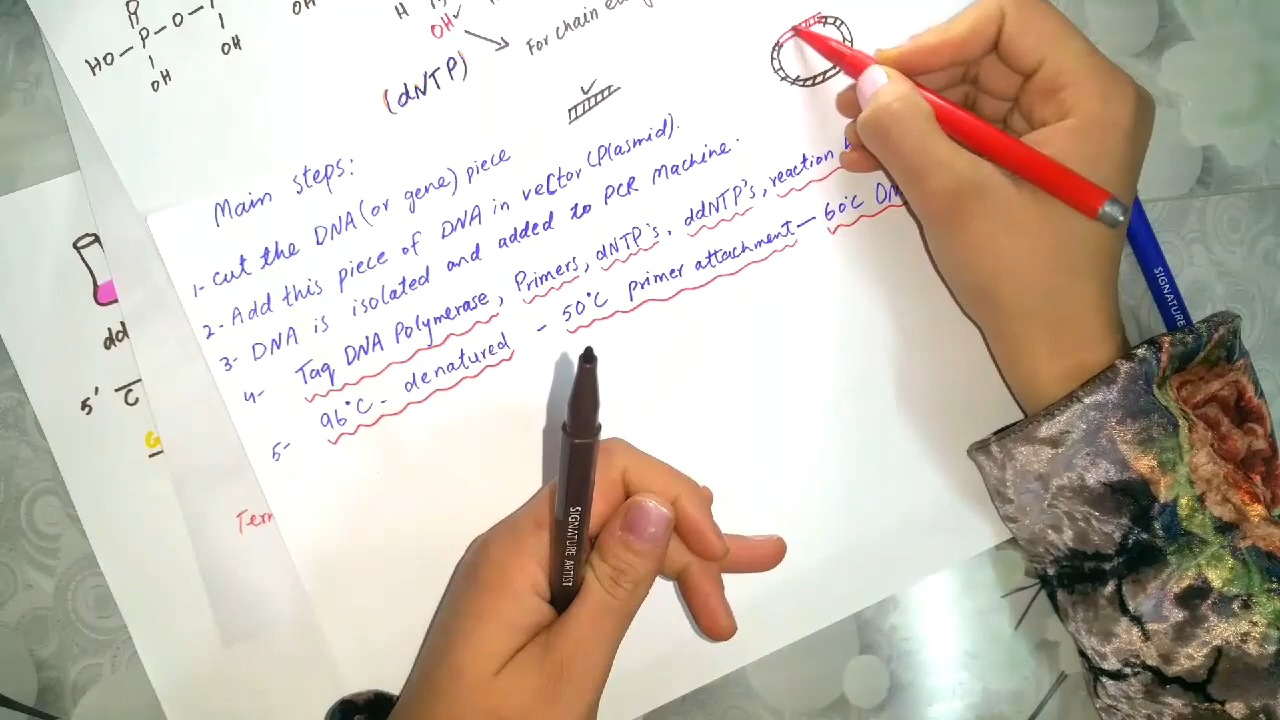 P
HO P O
OH
OH
OH
H
OH
For chain
(dNTP)
Main steps:
1- Cut the DNA (or gene) piece
2- Add this piece of DNA in vector (Plasmid).
3- DNA is isolated and added to PCR Machine.
4- Taq DNA Polymerase, Primers, dNTP's, ddNTP's, reaction
5- 96°C - denatured - 50°C primer attachment - 60°C
dd
5' C
G
Term
SIGNATURE ARTIST
SIGNATURE